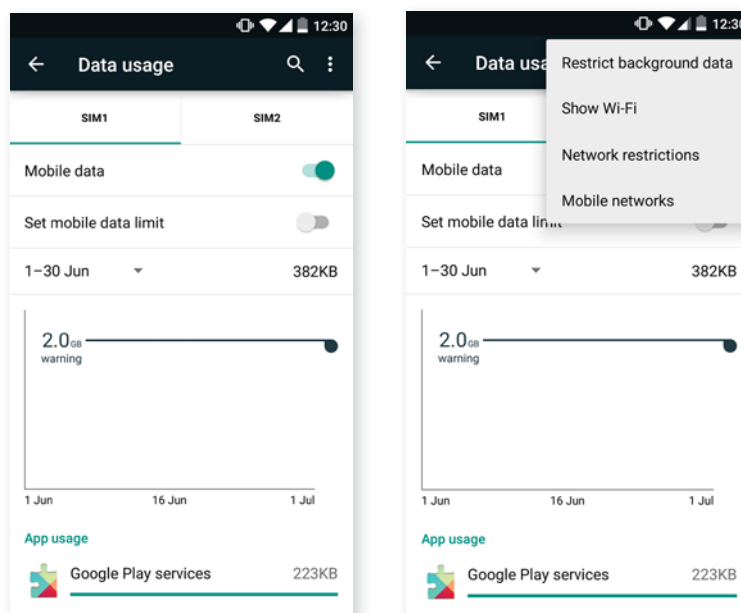 12:30
Data usage
SIM1 SIM2
Mobile data
Set mobile data limit
1–30 Jun 382KB
2.0GB
warning
1 Jun 16 Jun 1 Jul
App usage
Google Play services 223KB
12:30
Data usa
Restrict background data
Show Wi-Fi
Network restrictions
Mobile networks
SIM1
Mobile data
Set mobile data limit
1–30 Jun 382KB
2.0GB
warning
1 Jun 16 Jun 1 Jul
App usage
Google Play services 223KB